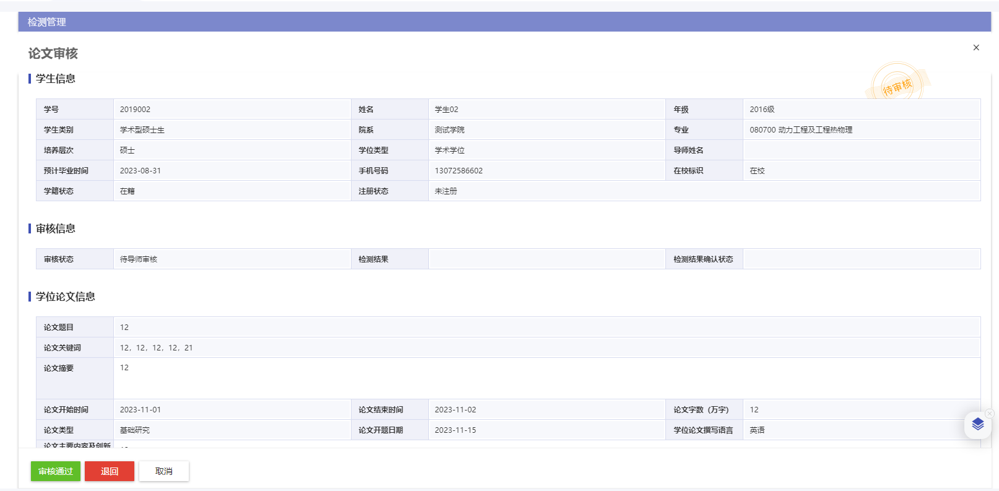 检测管理
论文审核
学生信息
待审核
学号 2019002 姓名 学生02 年级 2016级
学生类别 学术型硕士生 院系 测试学院 专业 080700 动力工程及工程热物理
培养层次 硕士 学位类型 学术学位 导师姓名
预计毕业时间 2023-08-31 手机号码 13072586602 在校标识 在校
学籍状态 在籍 注册状态 未注册
审核信息
审核状态 待导师审核 检测结果 检测结果确认状态
学位论文信息
论文题目 12
论文关键词 12，12，12，12，21
论文摘要 12
论文开始时间 2023-11-01 论文结束时间 2023-11-02 论文字数（万字） 12
论文类型 基础研究 论文开题日期 2023-11-15 学位论文撰写语言 英语
论文主要内容及创新
审核通过 退回 取消